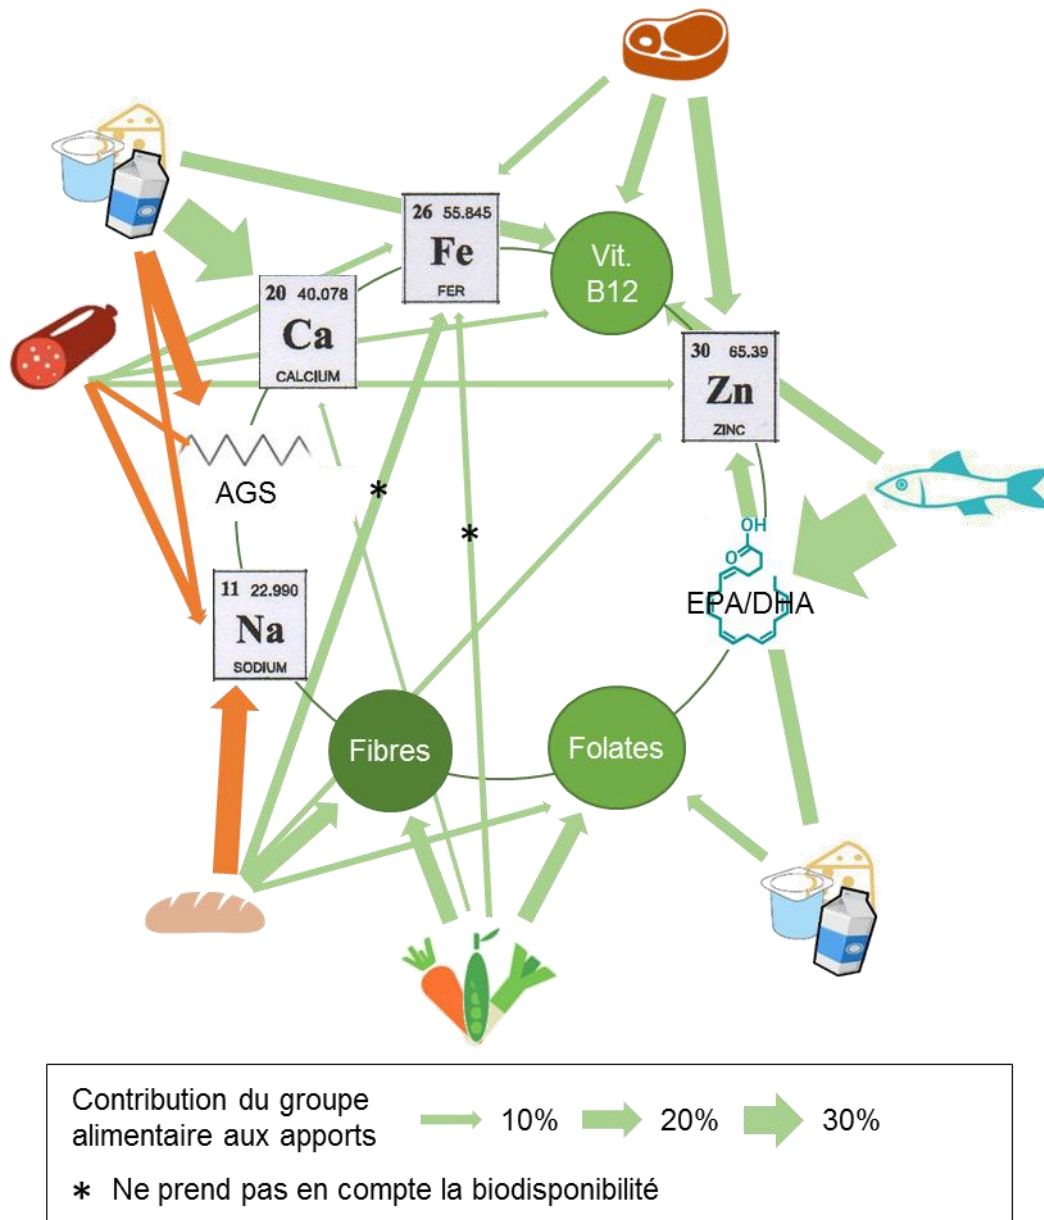 26 55.845
Fe
FER
Vit.
B12
20 40.078
Ca
CALCIUM
30 65.39
Zn
ZINC
AGS
*
*
OH
O
EPA/DHA
11 22.990
Na
SODIUM
Fibres
Folates
Contribution du groupe
alimentaire aux apports
10%
20%
30%
* Ne prend pas en compte la biodisponibilité